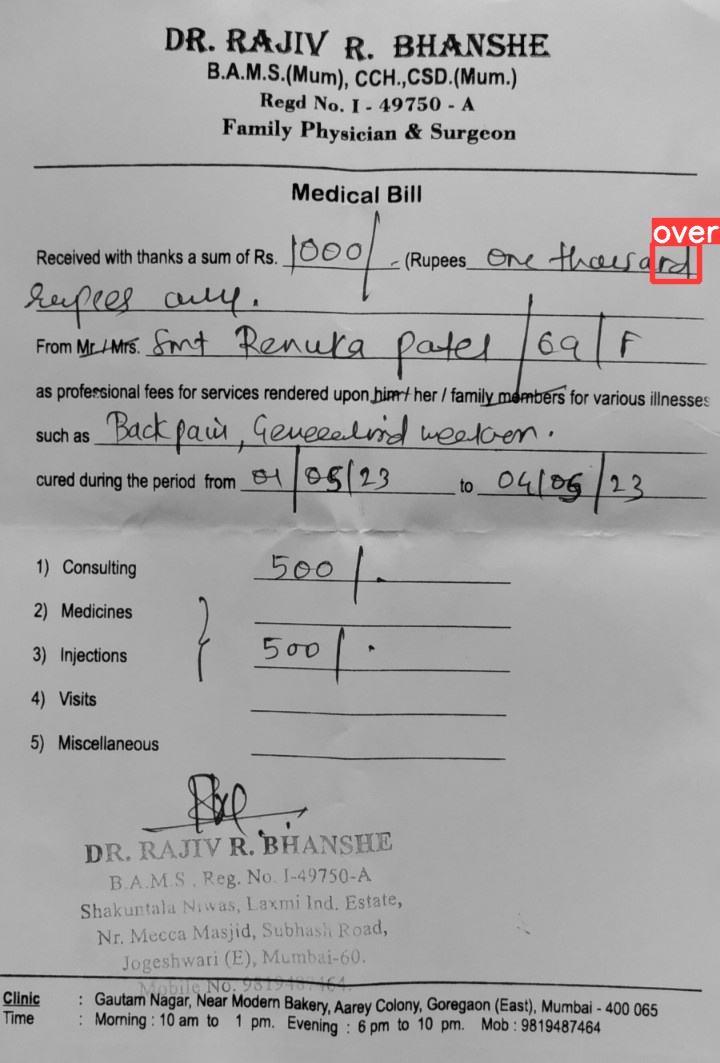 DR. RAJIV R. BHANSHE
B.A.M.S.(Mum), CCH.,CSD.(Mum.)
Regd No. I - 49750 - A
Family Physician & Surgeon
Medical Bill
over
Received with thanks a sum of Rs. 1000/- (Rupees one thousand
rupees only.
From Mr./Mrs. Smt Renuka Patel / 69 / F
as professional fees for services rendered upon him / her / family members for various illnesses
such as Back pain,
cured during the period from 01/05/23 to 04/05/23
1) Consulting 500/-
2) Medicines
3) Injections 500/-
4) Visits
5) Miscellaneous
DR. RAJIV R. BHANSHE
B.A.M.S , Reg. No. I-49750-A
Shakuntala Niwas, Laxmi Ind. Estate,
Nr. Mecca Masjid, Subhash Road,
Jogeshwari (E), Mumbai-60.
Mobile No. 9819487464.
Clinic : Gautam Nagar, Near Modern Bakery, Aarey Colony, Goregaon (East), Mumbai - 400 065
Time : Morning : 10 am to 1 pm. Evening : 6 pm to 10 pm. Mob : 9819487464